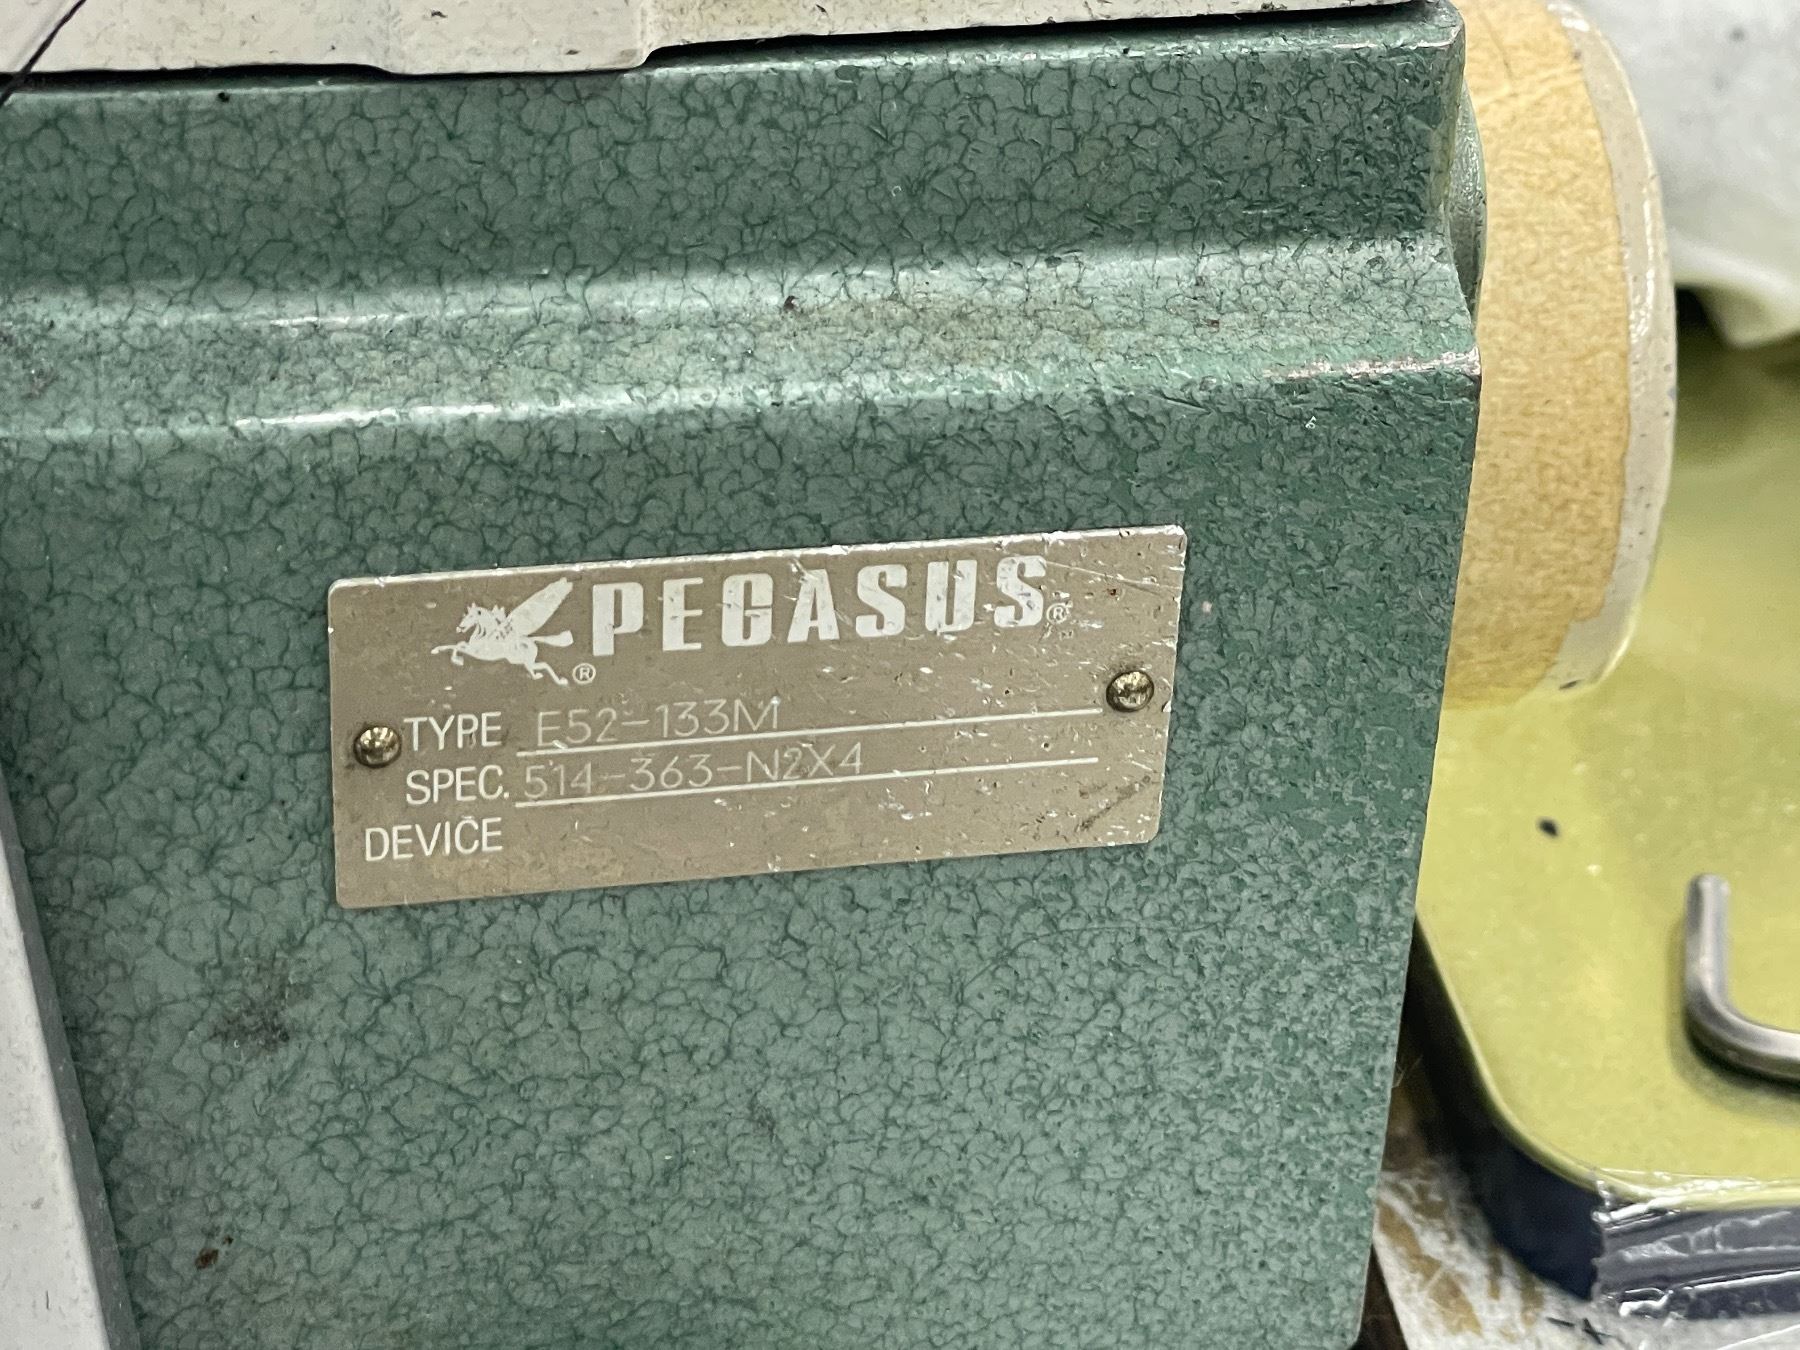 PEGASUS®
®
TYPE E52-133M
SPEC. 514-363-N2X4
DEVICE